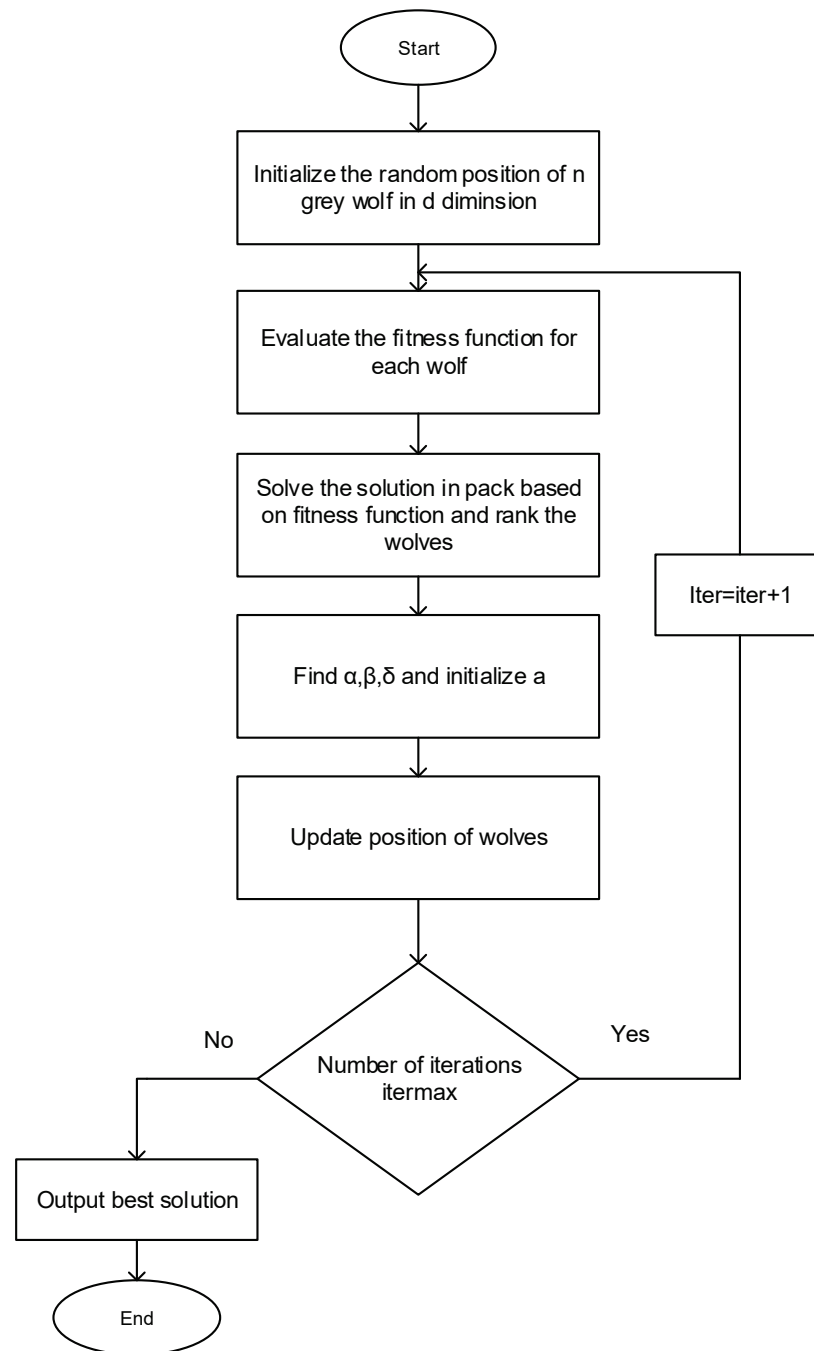 Start
Initialize the random position of n
grey wolf in d diminsion
Evaluate the fitness function for
each wolf
Solve the solution in pack based
on fitness function and rank the
wolves
Iter=iter+1
Find α,β,δ and initialize a
Update position of wolves
No
Yes
Number of iterations
itermax
Output best solution
End